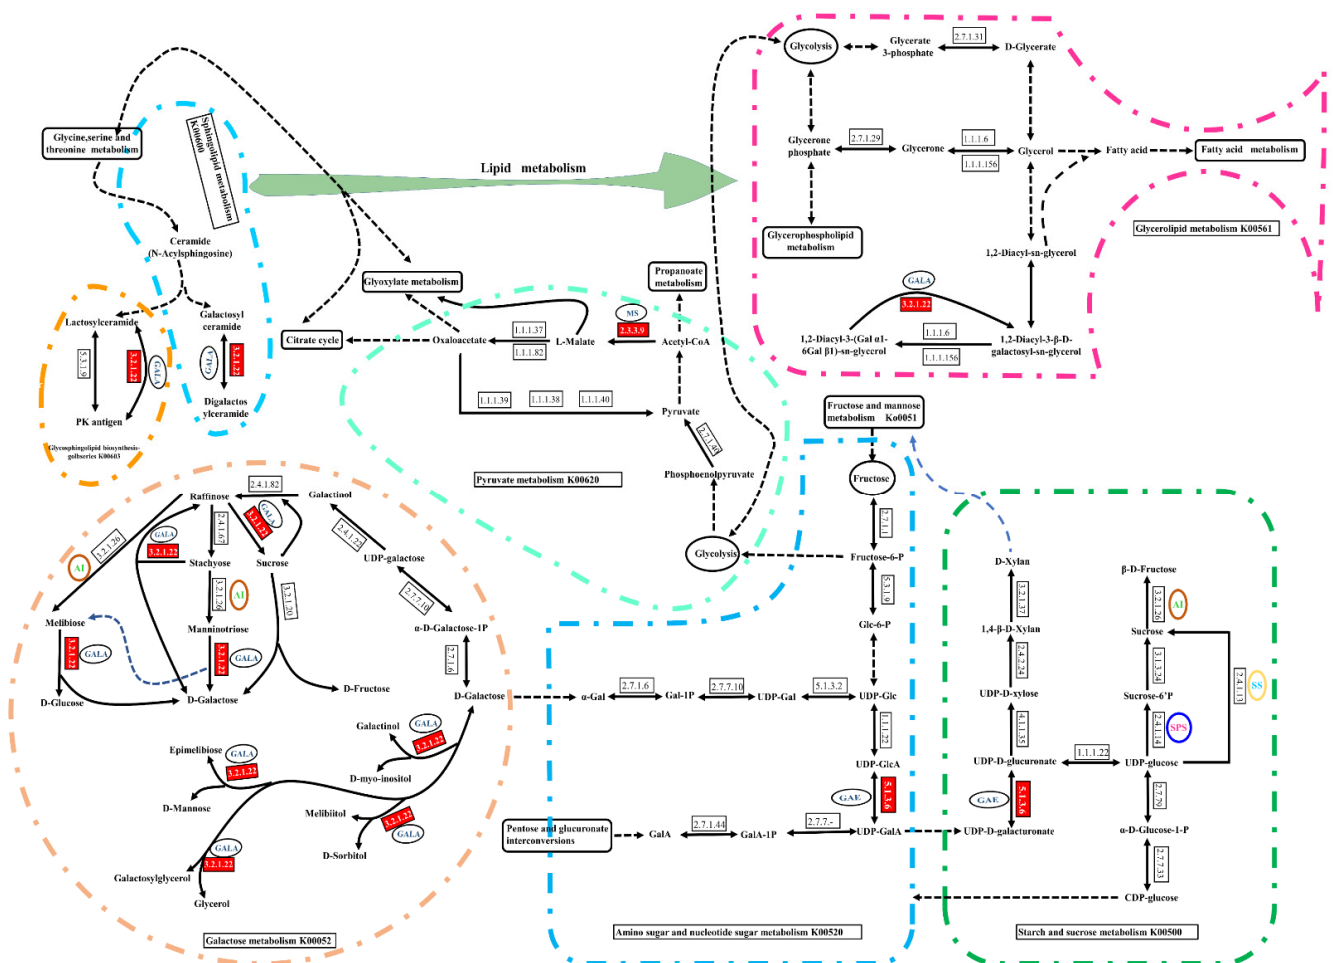 Glycolysis
Glycerate
3-phosphate
2.7.1.31
D-Glycerate
Glycine,serine and
threonine metabolism
Sphingolipid metabolism
K00600
Lipid metabolism
Glycerone
phosphate
2.7.1.29
Glycerone
1.1.1.6
1.1.1.156
Glycerol
Fatty acid
Fatty acid metabolism
Glycerophospholipid
metabolism
Glycerolipid metabolism K00561
1,2-Diacyl-sn-glycerol
Ceramide
(N-Acylsphingosine)
Glyoxylate metabolism
Propanoate
metabolism
GALA
3.2.1.22
Lactosylceramide
Galactosyl
ceramide
MS
2.3.3.9
1.1.1.37
1.1.1.82
Citrate cycle
Oxaloacetate
L-Malate
Acetyl-CoA
1,2-Diacyl-3-(Gal α1-
6Gal β1)-sn-glycerol
1.1.1.6
1.1.1.156
1,2-Diacyl-3-β-D-
galactosyl-sn-glycerol
5.3.1.9
3.2.1.22
GALA
GALA
3.2.1.22
Digalactos
ylceramide
PK antigen
Glycosphingolipid biosynthesis-
golbseries K00603
1.1.1.39
1.1.1.38
1.1.1.40
Pyruvate
2.7.1.40
Phosphoenolpyruvate
Pyruvate metabolism K00620
Glycolysis
Fructose and mannose
metabolism Ko0051
Fructose
2.7.1.1
Fructose-6-P
5.3.1.9
Glc-6-P
Raffinose
2.4.1.82
Galactinol
3.2.1.26
AI
GALA
3.2.1.22
2.4.1.67
3.2.1.22
GALA
2.4.1.22
Stachyose
Sucrose
UDP-galactose
3.2.1.26
AI
3.2.1.20
2.7.7.10
Melibiose
Manninotriose
α-D-Galactose-1P
3.2.1.22
GALA
3.2.1.22
GALA
2.7.1.6
D-Glucose
D-Galactose
D-Fructose
D-Galactose
α-Gal
2.7.1.6
Gal-1P
2.7.7.10
UDP-Gal
5.1.3.2
UDP-Glc
1.1.1.22
UDP-GlcA
GAE
5.1.3.6
Galactinol
GALA
3.2.1.22
D-myo-inositol
Epimelibiose
GALA
3.2.1.22
D-Mannose
Melibiitol
3.2.1.22
GALA
D-Sorbitol
GALA
3.2.1.22
Galactosylglycerol
Glycerol
Galactose metabolism K00052
Pentose and glucuronate
interconversions
GalA
2.7.1.44
GalA-1P
2.7.7.-
UDP-GalA
Amino sugar and nucleotide sugar metabolism K00520
D-Xylan
3.2.1.37
1,4-β-D-Xylan
2.4.2.24
UDP-D-xylose
4.1.1.35
UDP-D-glucuronate
GAE
5.1.3.6
UDP-D-galacturonate
1.1.1.22
β-D-Fructose
3.2.1.26
AI
Sucrose
3.1.3.24
Sucrose-6'P
2.4.1.14
SPS
2.4.1.13
SS
UDP-glucose
2.7.79
α-D-Glucose-1-P
2.7.7.33
CDP-glucose
Starch and sucrose metabolism K00500